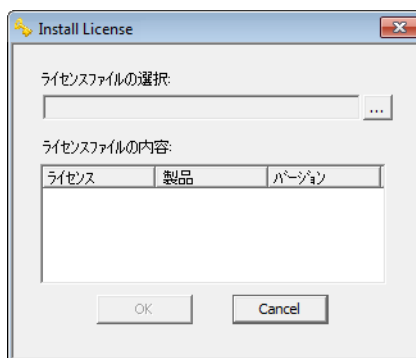 Install License
ライセンスファイルの選択:
...
ライセンスファイルの内容:
ライセンス 製品 バージョン
OK Cancel